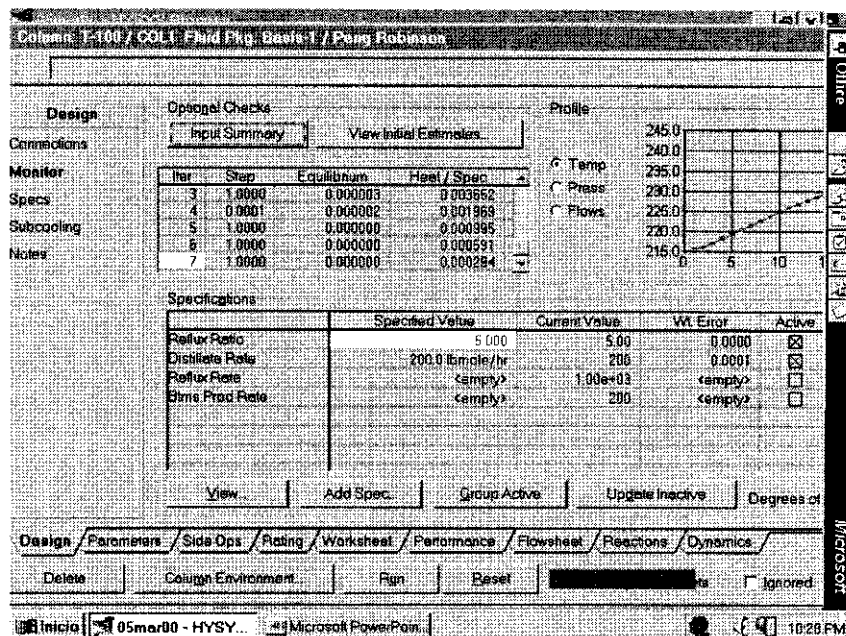 Column: T-100 / COL1 Fluid Pkg: Basis-1 / Peng Robinson
Design
Connections
Monitor
Specs
Subcooling
Notes
Optional Checks
Input Summary
View Initial Estimates...
Iter Step Equilibrium Heat / Spec
3 1.0000 0.000003 0.003652
4 0.0001 0.000002 0.001969
5 1.0000 0.000000 0.000995
6 1.0000 0.000000 0.000591
7 1.0000 0.000000 0.000294
Profile
Temp
Press
Flows
245.0
240.0
235.0
230.0
225.0
220.0
215.0
0 5 10 1
Specifications
Specified Value Current Value Wt. Error Active
Reflux Ratio 5.000 5.00 0.0000
Distillate Rate 200.0 lbmole/hr 200 0.0001
Reflux Rate <empty> 1.00e+03 <empty>
Btms Prod Rate <empty> 200 <empty>
View...
Add Spec...
Group Active
Update Inactive
Degrees of
Design Parameters Side Ops Rating Worksheet Performance Flowsheet Reactions Dynamics
Delete
Column Environment...
Run
Reset
Ignored
Office
Microsoft
Inicio
05mar00 - HYSY...
Microsoft PowerPoin...
10:28 PM